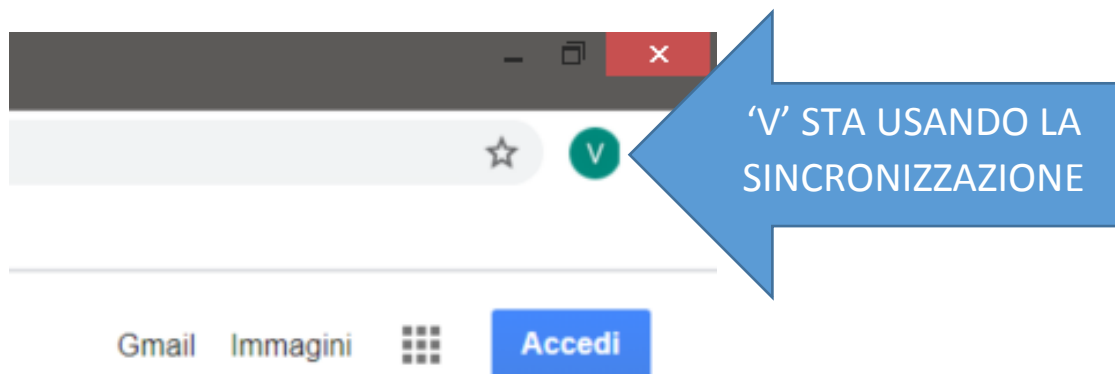 V
‘V’ STA USANDO LA
SINCRONIZZAZIONE
Gmail Immagini Accedi